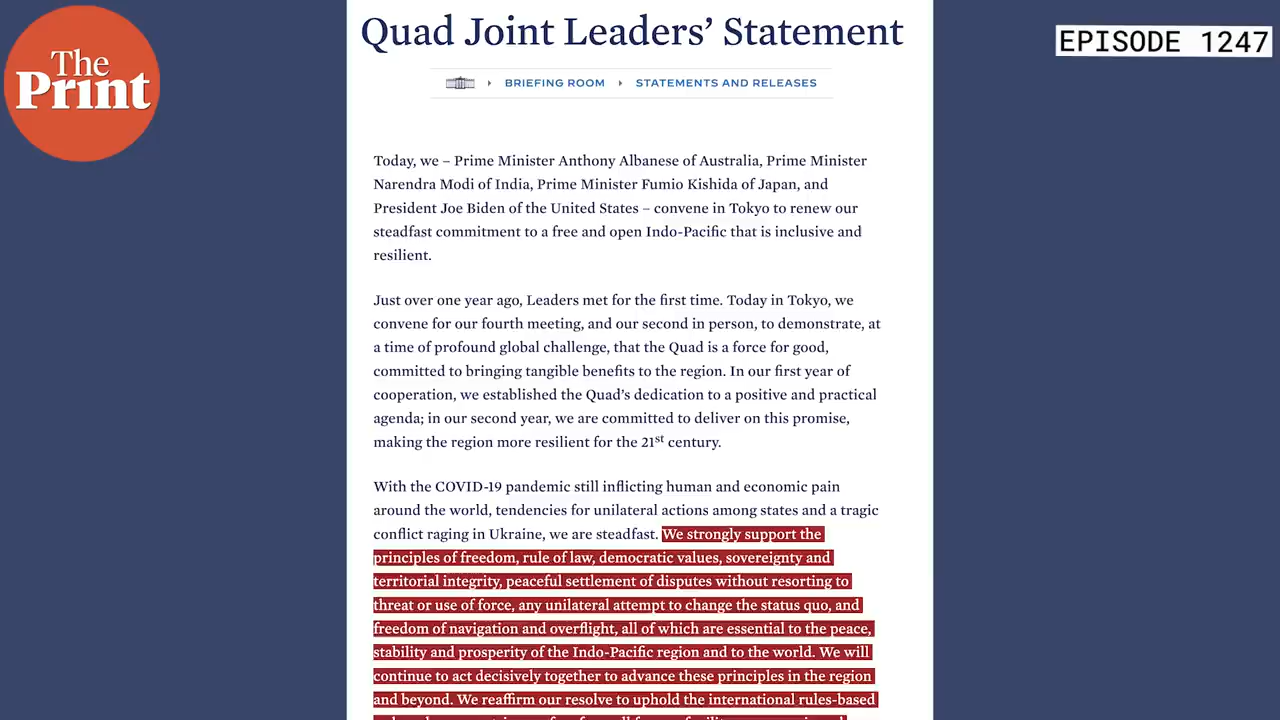 Quad Joint Leaders’ Statement
The
Print
EPISODE 1247
BRIEFING ROOM
STATEMENTS AND RELEASES
Today, we – Prime Minister Anthony Albanese of Australia, Prime Minister
Narendra Modi of India, Prime Minister Fumio Kishida of Japan, and
President Joe Biden of the United States – convene in Tokyo to renew our
steadfast commitment to a free and open Indo-Pacific that is inclusive and
resilient.
Just over one year ago, Leaders met for the first time. Today in Tokyo, we
convene for our fourth meeting, and our second in person, to demonstrate, at
a time of profound global challenge, that the Quad is a force for good,
committed to bringing tangible benefits to the region. In our first year of
cooperation, we established the Quad’s dedication to a positive and practical
agenda; in our second year, we are committed to deliver on this promise,
making the region more resilient for the 21st century.
With the COVID-19 pandemic still inflicting human and economic pain
around the world, tendencies for unilateral actions among states and a tragic
conflict raging in Ukraine, we are steadfast. We strongly support the
principles of freedom, rule of law, democratic values, sovereignty and
territorial integrity, peaceful settlement of disputes without resorting to
threat or use of force, any unilateral attempt to change the status quo, and
freedom of navigation and overflight, all of which are essential to the peace,
stability and prosperity of the Indo-Pacific region and to the world. We will
continue to act decisively together to advance these principles in the region
and beyond. We reaffirm our resolve to uphold the international rules-based